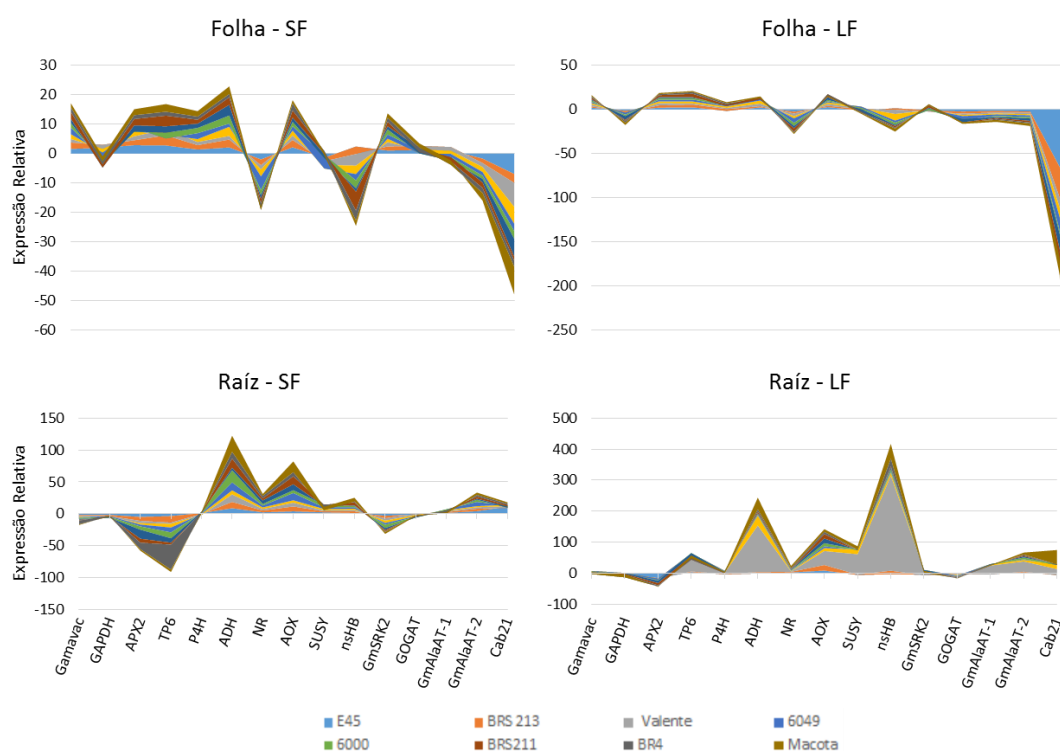 Folha - SF
Folha - LF
Expressão Relativa
30
20
10
0
-10
-20
-30
-40
-50
-60
50
0
-50
-100
-150
-200
-250
Raíz - SF
Raíz - LF
Expressão Relativa
150
100
50
0
-50
-100
-150
500
400
300
200
100
0
-100
Gamavac
GAPDH
APX2
TP6
P4H
ADH
NR
AOX
SUSY
nsHB
GmSRK2
GOGAT
GmAlaAT-1
GmAlaAT-2
Cab21
Gamavac
GAPDH
APX2
TP6
P4H
ADH
NR
AOX
SUSY
nsHB
GmSRK2
GOGAT
GmAlaAT-1
GmAlaAT-2
Cab21
E45 BRS 213 Valente 6049
6000 BRS211 BR4 Macota